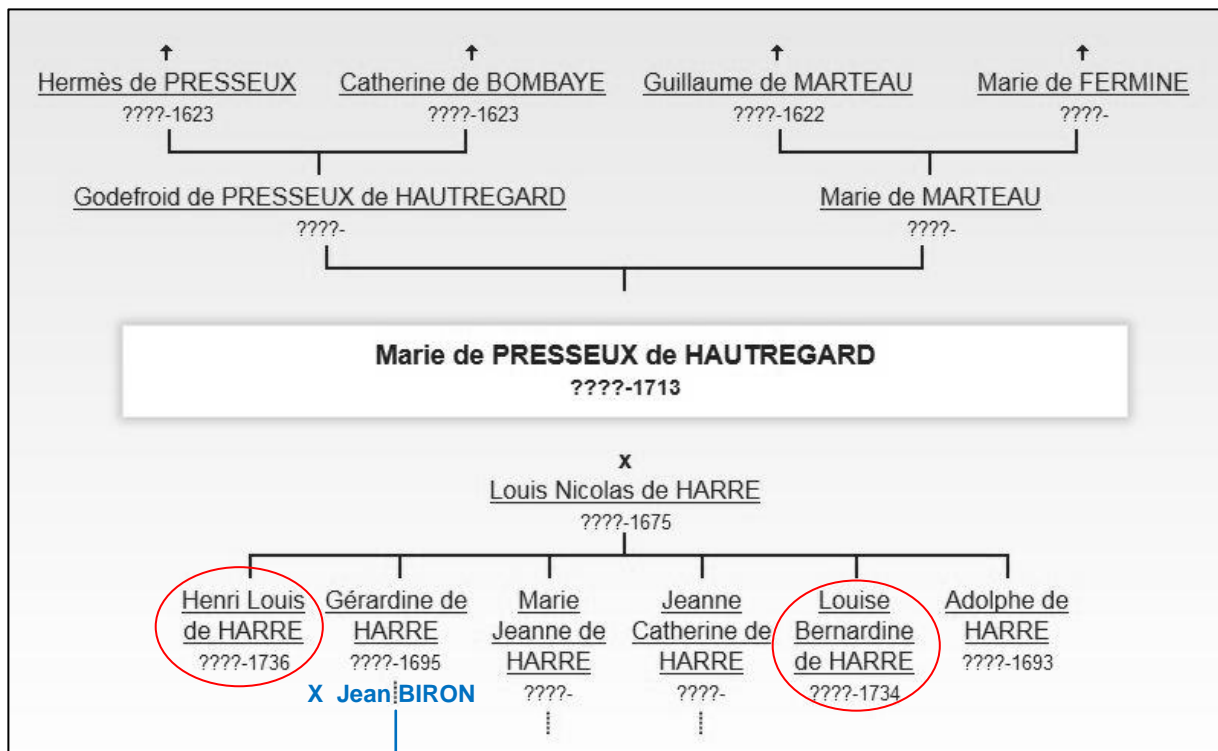 Hermès de PRESSEUX Catherine de BOMBAYE Guillaume de MARTEAU Marie de FERMINE
????-1623 ????-1623 ????-1622 ????-
Godefroid de PRESSEUX de HAUTREGARD Marie de MARTEAU
????- ????-
Marie de PRESSEUX de HAUTREGARD
????-1713
x
Louis Nicolas de HARRE
????-1675
Henri Louis Gérardine de Marie Jeanne Louise Adolphe de
de HARRE HARRE Jeanne de Catherine de Bernardine HARRE
????-1736 ????-1695 HARRE HARRE de HARRE ????-1693
X Jean BIRON ????- ????- ????-1734